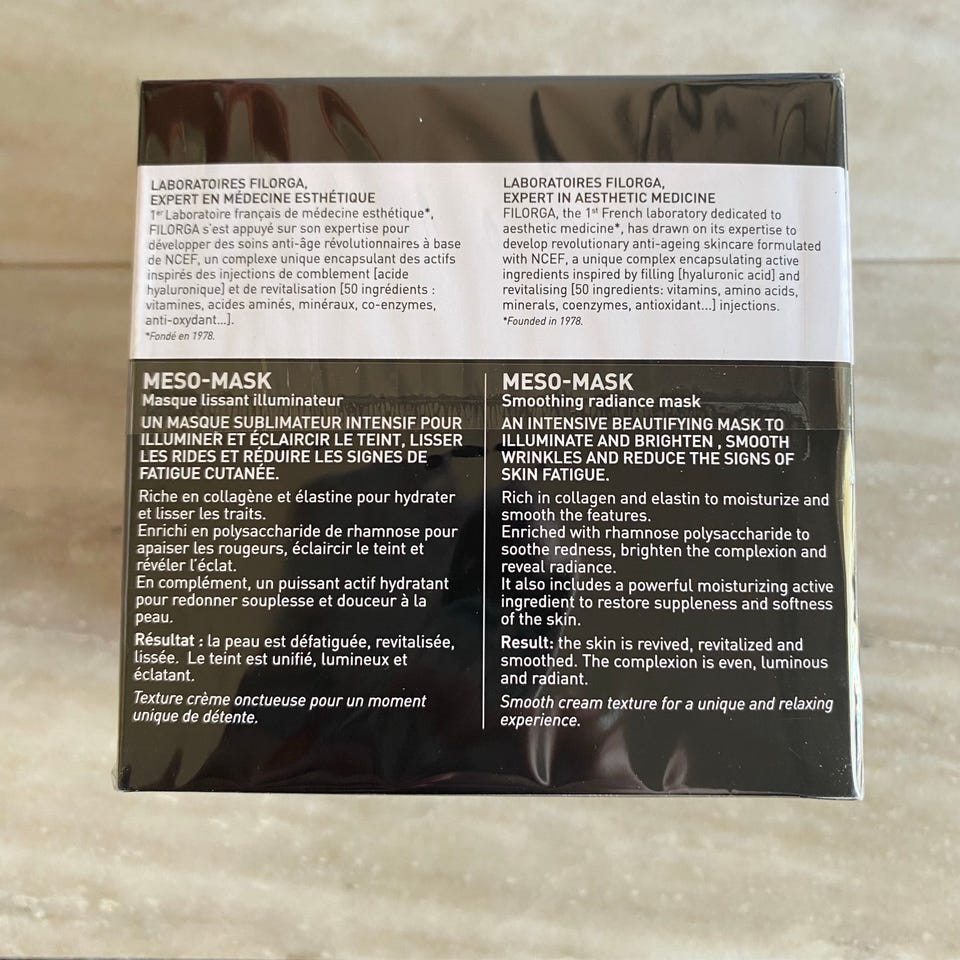 LABORATOIRES FILORGA,
EXPERT EN MÉDECINE ESTHÉTIQUE
1er Laboratoire français de médecine esthétique*,
FILORGA s'est appuyé sur son expertise pour
développer des soins anti-âge révolutionnaires à base
de NCEF, un complexe unique encapsulant des actifs
inspirés des injections de comblement [acide
hyaluronique] et de revitalisation [50 ingrédients :
vitamines, acides aminés, minéraux, co-enzymes,
anti-oxydant...].
*Fondé en 1978.
LABORATOIRES FILORGA,
EXPERT IN AESTHETIC MEDICINE
FILORGA, the 1st French laboratory dedicated to
aesthetic medicine*, has drawn on its expertise to
develop revolutionary anti-ageing skincare formulated
with NCEF, a unique complex encapsulating active
ingredients inspired by filling [hyaluronic acid] and
revitalising [50 ingredients: vitamins, amino acids,
minerals, coenzymes, antioxidant...] injections.
*Founded in 1978.
MESO-MASK
Masque lissant illuminateur
UN MASQUE SUBLIMATEUR INTENSIF POUR
ILLUMINER ET ÉCLAIRCIR LE TEINT, LISSER
LES RIDES ET RÉDUIRE LES SIGNES DE
FATIGUE CUTANÉE.
Riche en collagène et élastine pour hydrater
et lisser les traits.
Enrichi en polysaccharide de rhamnose pour
apaiser les rougeurs, éclaircir le teint et
révéler l'éclat.
En complément, un puissant actif hydratant
pour redonner souplesse et douceur à la
peau.
Résultat : la peau est défatiguée, revitalisée,
lissée. Le teint est unifié, lumineux et
éclatant.
Texture crème onctueuse pour un moment
unique de détente.
MESO-MASK
Smoothing radiance mask
AN INTENSIVE BEAUTIFYING MASK TO
ILLUMINATE AND BRIGHTEN , SMOOTH
WRINKLES AND REDUCE THE SIGNS OF
SKIN FATIGUE.
Rich in collagen and elastin to moisturize and
smooth the features.
Enriched with rhamnose polysaccharide to
soothe redness, brighten the complexion and
reveal radiance.
It also includes a powerful moisturizing active
ingredient to restore suppleness and softness
of the skin.
Result: the skin is revived, revitalized and
smoothed. The complexion is even, luminous
and radiant.
Smooth cream texture for a unique and relaxing
experience.